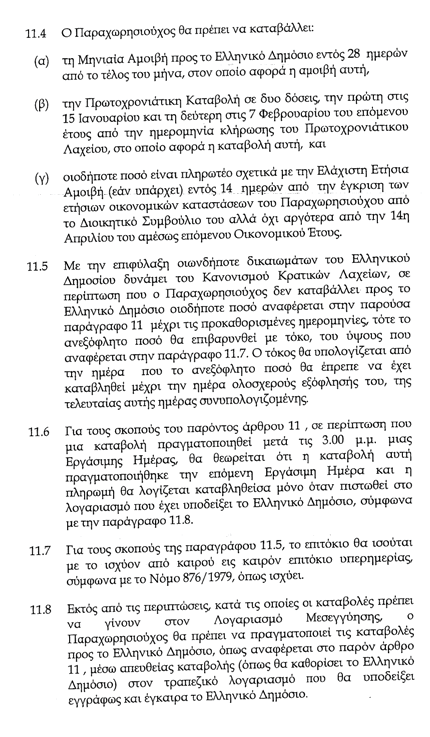 11.4 Ο Παραχωρησιούχος θα πρέπει να καταβάλλει:
(α) τη Μηνιαία Αμοιβή προς το Ελληνικό Δημόσιο εντός 28 ημερών
από το τέλος του μήνα, στον οποίο αφορά η αμοιβή αυτή,
(β) την Πρωτοχρονιάτικη Καταβολή σε δυο δόσεις, την πρώτη στις
15 Ιανουαρίου και τη δεύτερη στις 7 Φεβρουαρίου του επόμενου
έτους από την ημερομηνία κλήρωσης του Πρωτοχρονιάτικου
Λαχείου, στο οποίο αφορά η καταβολή αυτή, και
(γ) οιοδήποτε ποσό είναι πληρωτέο σχετικά με την Ελάχιστη Ετήσια
Αμοιβή (εάν υπάρχει) εντός 14 ημερών από την έγκριση των
ετήσιων οικονομικών καταστάσεων του Παραχωρησιούχου από
το Διοικητικό Συμβούλιο του αλλά όχι αργότερα από την 14η
Απριλίου του αμέσως επόμενου Οικονομικού Έτους.
11.5 Με την επιφύλαξη οιωνδήποτε δικαιωμάτων του Ελληνικού
Δημοσίου δυνάμει του Κανονισμού Κρατικών Λαχείων, σε
περίπτωση που ο Παραχωρησιούχος δεν καταβάλλει προς το
Ελληνικό Δημόσιο οιοδήποτε ποσό αναφέρεται στην παρούσα
παράγραφο 11 μέχρι τις προκαθορισμένες ημερομηνίες, τότε το
ανεξόφλητο ποσό θα επιβαρυνθεί με τόκο, του ύψους που
αναφέρεται στην παράγραφο 11.7. Ο τόκος θα υπολογίζεται από
την ημέρα που το ανεξόφλητο ποσό θα έπρεπε να έχει
καταβληθεί μέχρι την ημέρα ολοσχερούς εξόφλησής του, της
τελευταίας αυτής ημέρας συνυπολογιζομένης.
11.6 Για τους σκοπούς του παρόντος άρθρου 11 , σε περίπτωση που
μια καταβολή πραγματοποιηθεί μετά τις 3.00 μ.μ. μιας
Εργάσιμης Ημέρας, θα θεωρείται ότι η καταβολή αυτή
πραγματοποιήθηκε την επόμενη Εργάσιμη Ημέρα και η
πληρωμή θα λογίζεται καταβληθείσα μόνο όταν πιστωθεί στο
λογαριασμό που έχει υποδείξει το Ελληνικό Δημόσιο, σύμφωνα
με την παράγραφο 11.8.
11.7 Για τους σκοπούς της παραγράφου 11.5, το επιτόκιο θα ισούται
με το ισχύον από καιρού εις καιρόν επιτόκιο υπερημερίας,
σύμφωνα με το Νόμο 876/1979, όπως ισχύει.
11.8 Εκτός από τις περιπτώσεις, κατά τις οποίες οι καταβολές πρέπει
να γίνουν στον Λογαριασμό Μεσεγγύησης, ο
Παραχωρησιούχος θα πρέπει να πραγματοποιεί τις καταβολές
προς το Ελληνικό Δημόσιο, όπως αναφέρεται στο παρόν άρθρο
11 , μέσω απευθείας καταβολής (όπως θα καθορίσει το Ελληνικό
Δημόσιο) στον τραπεζικό λογαριασμό που θα υποδείξει
εγγράφως και έγκαιρα το Ελληνικό Δημόσιο.